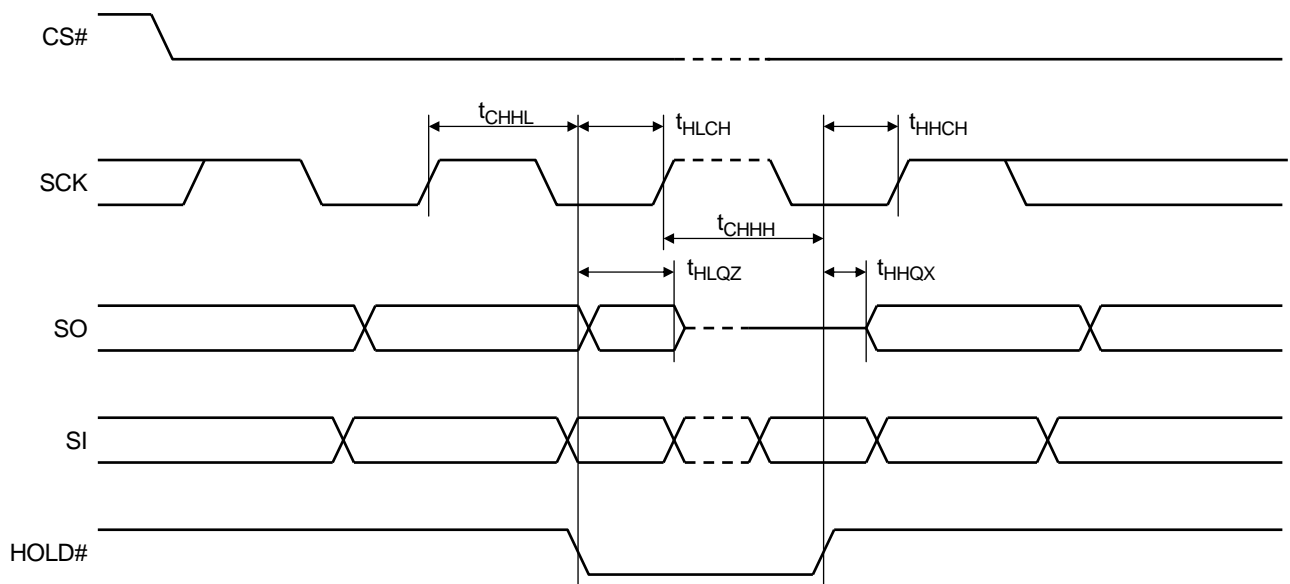 CS#
tCHHL
tHLCH
tHHCH
SCK
tCHHH
tHLQZ
tHHQX
SO
SI
HOLD#